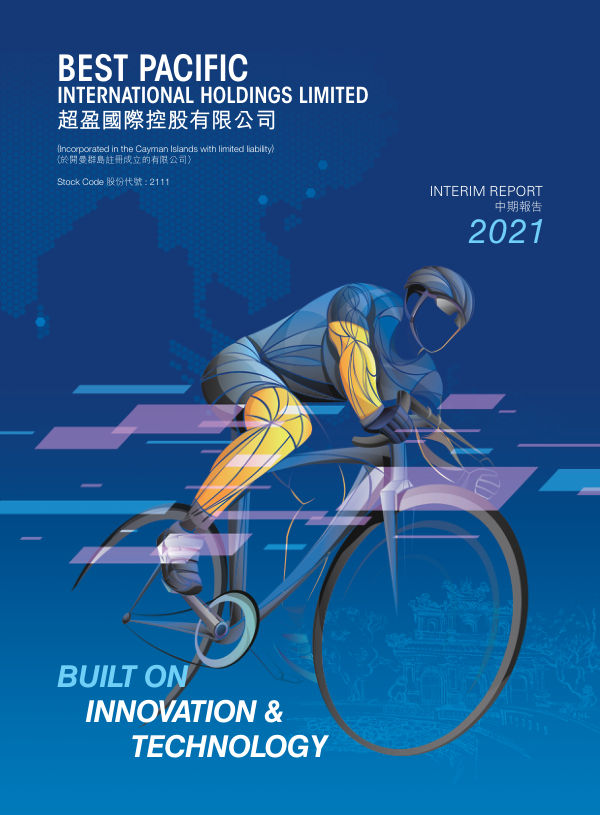 BEST PACIFIC
INTERNATIONAL HOLDINGS LIMITED
超盈國際控股有限公司
(Incorporated in the Cayman Islands with limited liability)
(於開曼群島註冊成立的有限公司)
Stock Code 股份代號 : 2111
INTERIM REPORT
中期報告
2021
BUILT ON
INNOVATION &
TECHNOLOGY